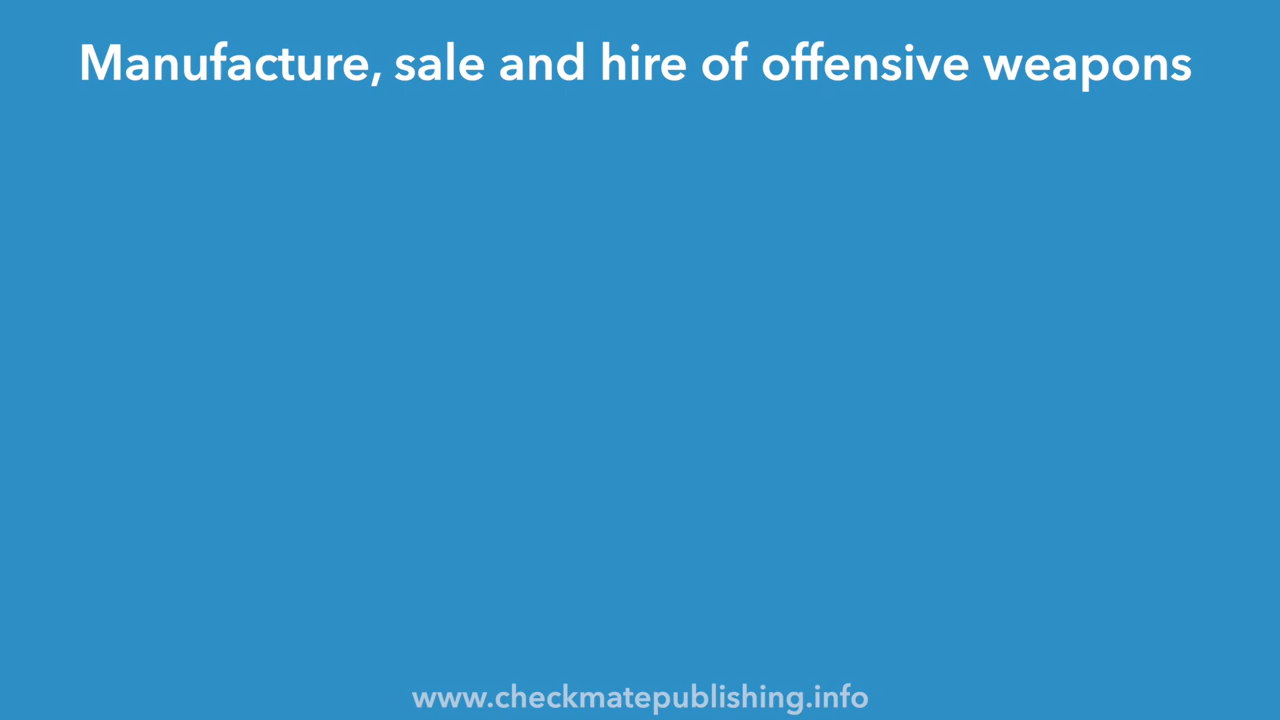 Manufacture, sale and hire of offensive weapons
www.checkmatepublishing.info